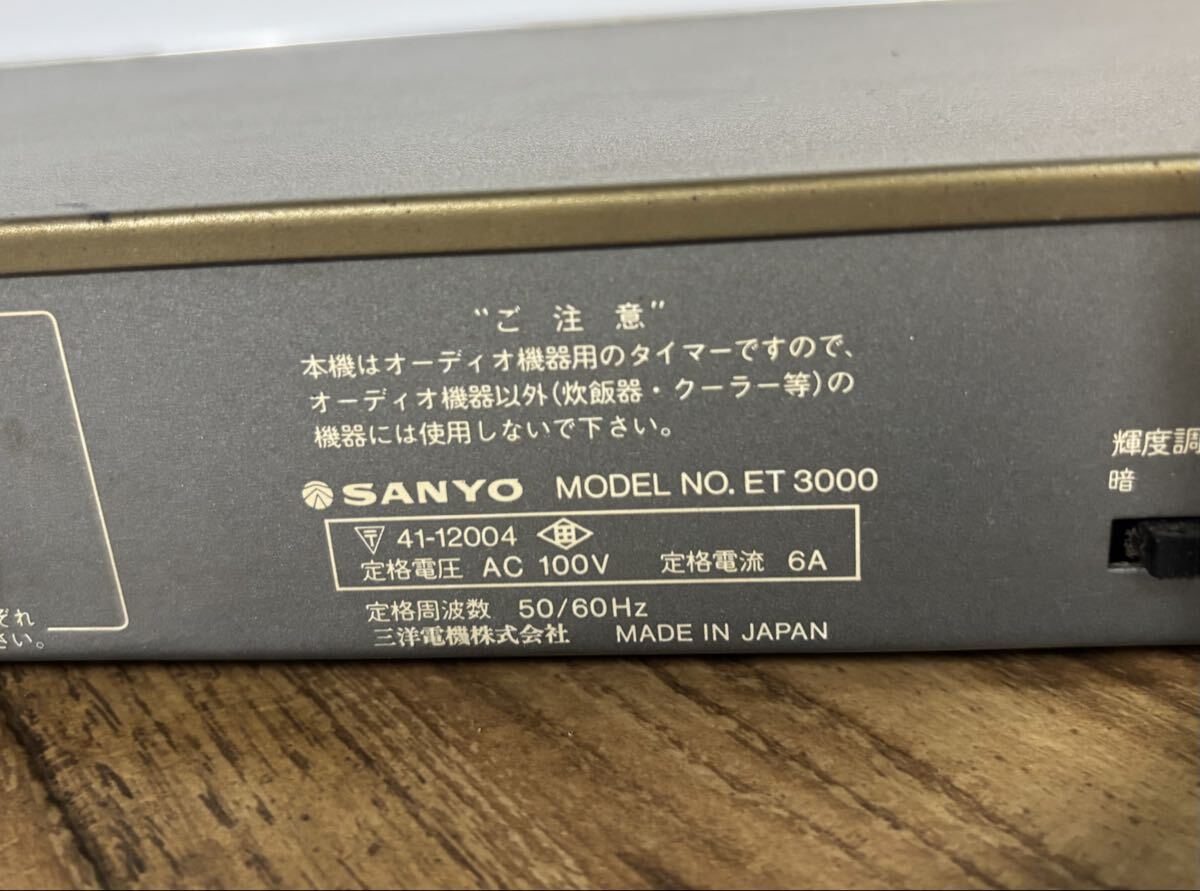 "ご注意"
本機はオーディオ機器用のタイマーですので、
オーディオ機器以外(炊飯器・クーラー等)の
機器には使用しないで下さい。
SANYO MODEL NO. ET 3000
〒 41-12004
定格電圧 AC 100V 定格電流 6A
定格周波数 50/60Hz
三洋電機株式会社 MADE IN JAPAN
ぞれ
さい。
輝度調
暗